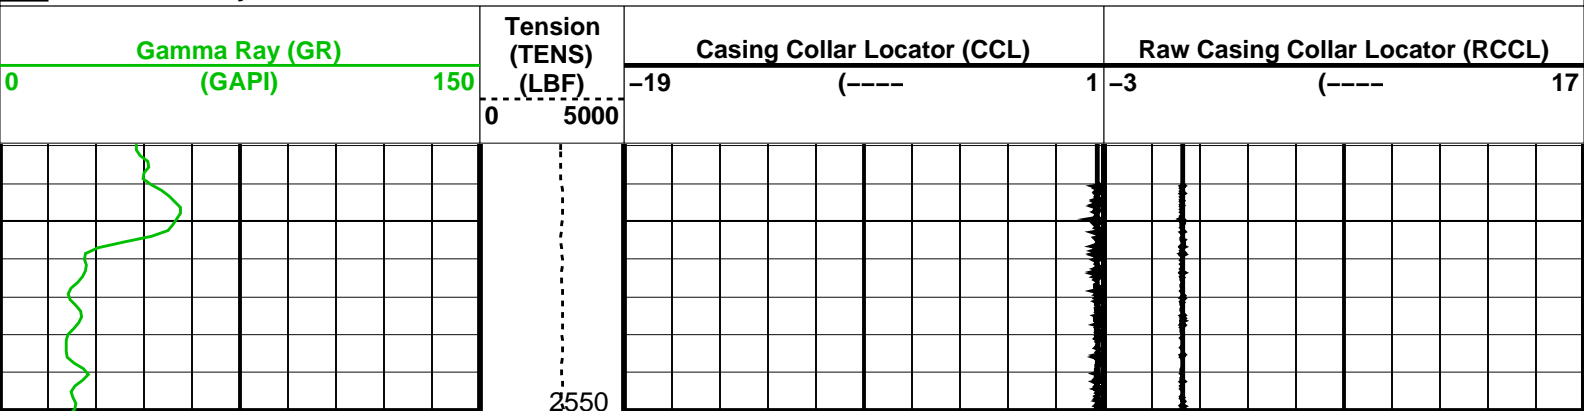 Gamma Ray (GR)
0 (GAPI) 150
Tension
(TENS)
(LBF)
0 5000
Casing Collar Locator (CCL)
−19 (−−−− 1
Raw Casing Collar Locator (RCCL)
−3 (−−−− 17
2550